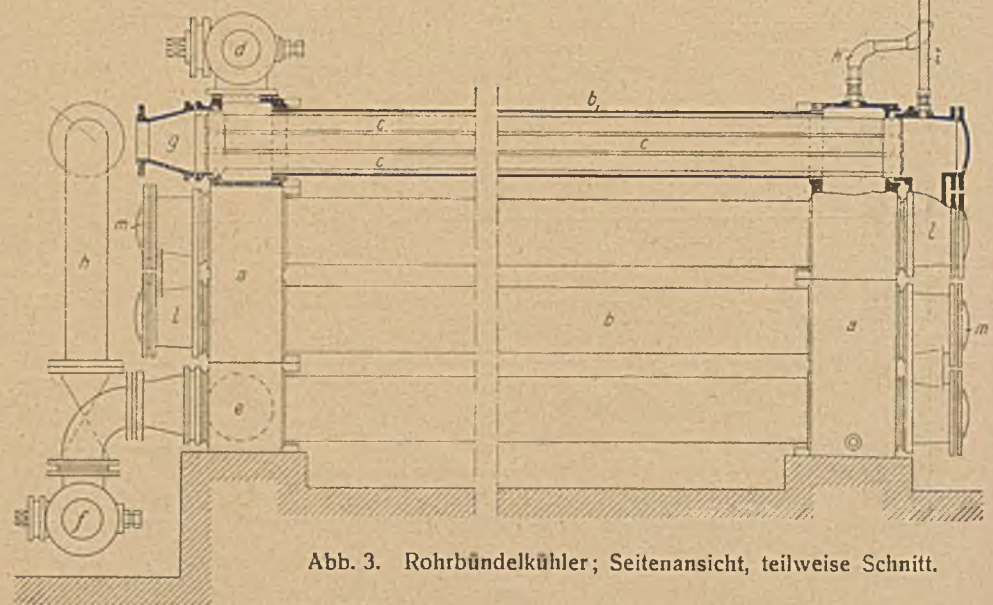 d
k
i
b,
g
c
c
c
m
h
a
l
l
b
a
m
e
f
Abb. 3. Rohrbündelkühler; Seitenansicht, teilweise Schnitt.